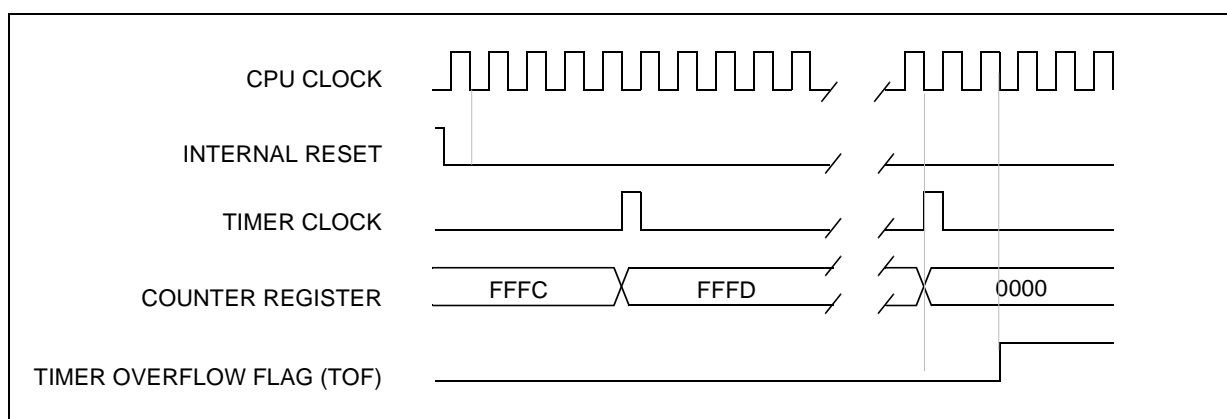 CPU CLOCK
INTERNAL RESET
TIMER CLOCK
COUNTER REGISTER
FFFC
FFFD
0000
TIMER OVERFLOW FLAG (TOF)